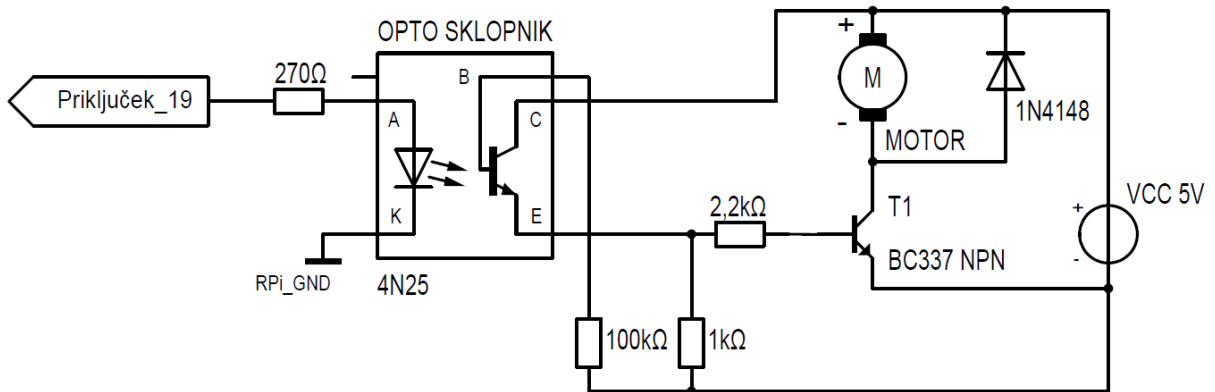 OPTO SKLOPNIK
Priključek_19
270Ω
A
K
B
C
E
RPi_GND
4N25
100kΩ
1kΩ
2,2kΩ
+
M
-
MOTOR
1N4148
T1
BC337 NPN
VCC 5V
+
-